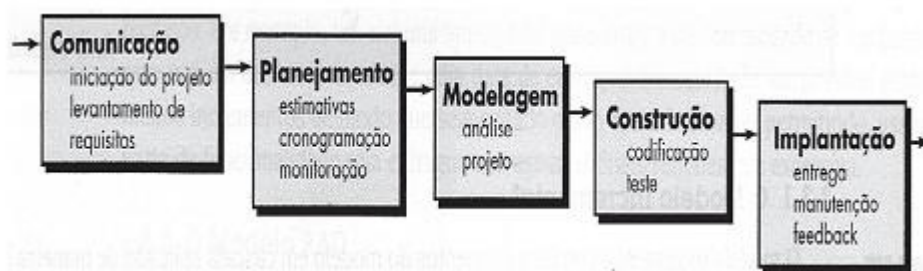 Comunicação
iniciação do projeto
levantamento de
requisitos
Planejamento
estimativas
cronogramação
monitoração
Modelagem
análise
projeto
Construção
codificação
teste
Implantação
entrega
manutenção
feedback